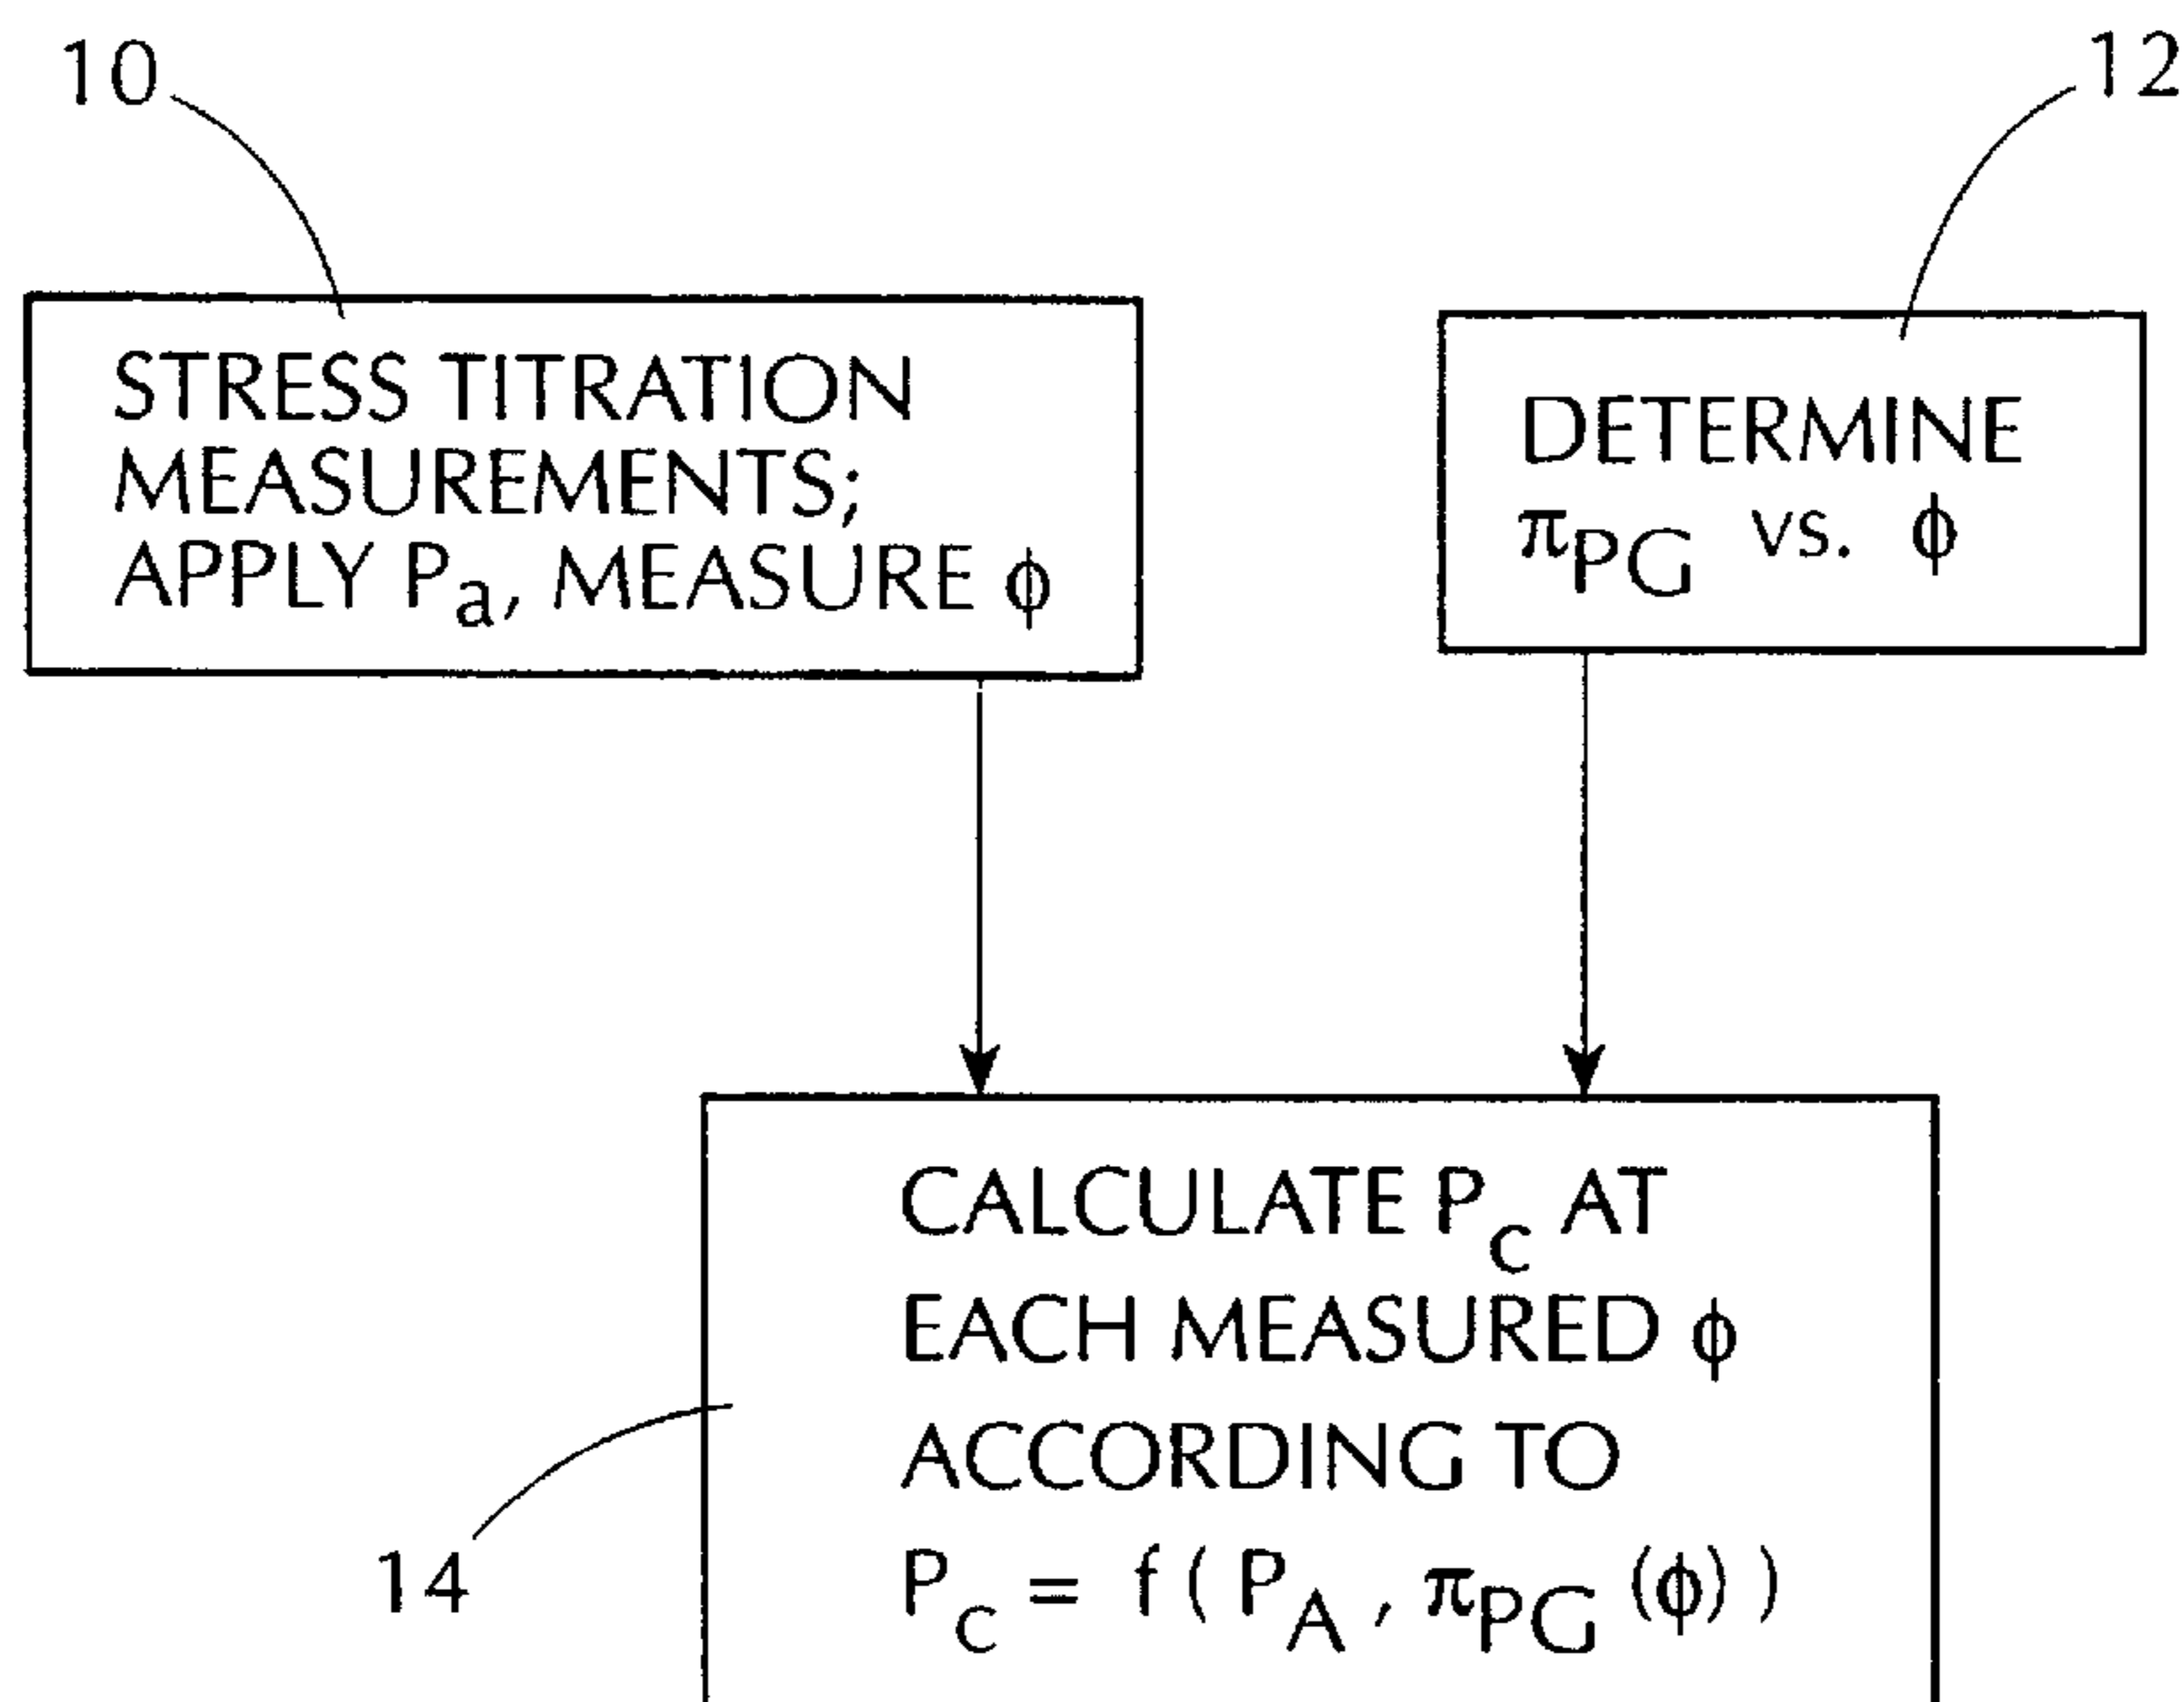 10
12
STRESS TITRATION
MEASUREMENTS;
APPLY Pa, MEASURE ϕ
DETERMINE
πPG vs. ϕ
CALCULATE Pc AT
EACH MEASURED ϕ
ACCORDING TO
Pc = f ( PA , πPG (ϕ) )
14